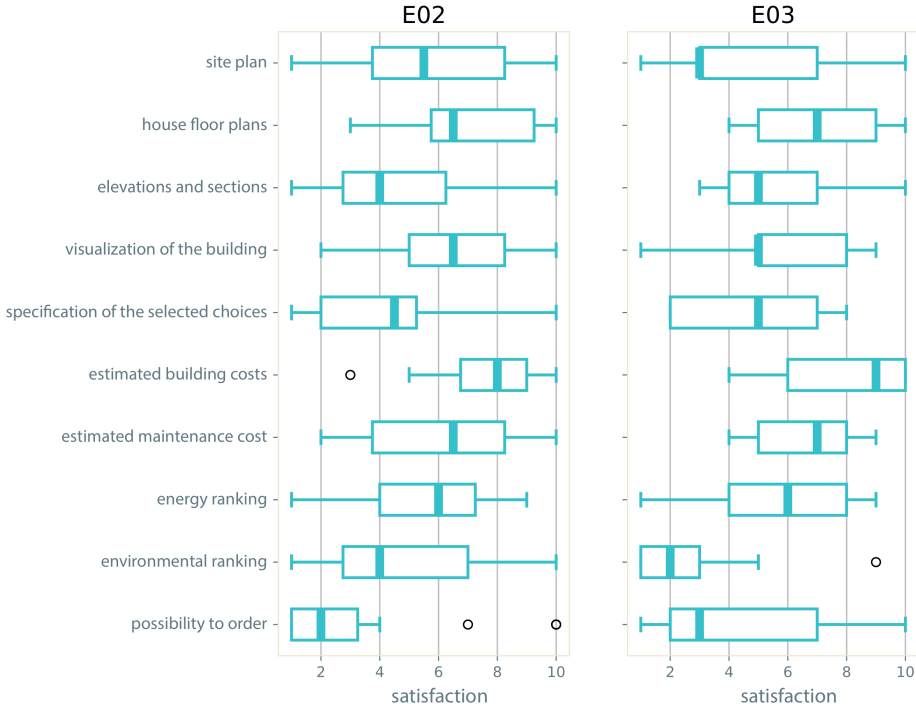 E02
E03
site plan
house floor plans
elevations and sections
visualization of the building
specification of the selected choices
estimated building costs
estimated maintenance cost
energy ranking
environmental ranking
possibility to order
2 4 6 8 10
2 4 6 8 10
satisfaction
satisfaction